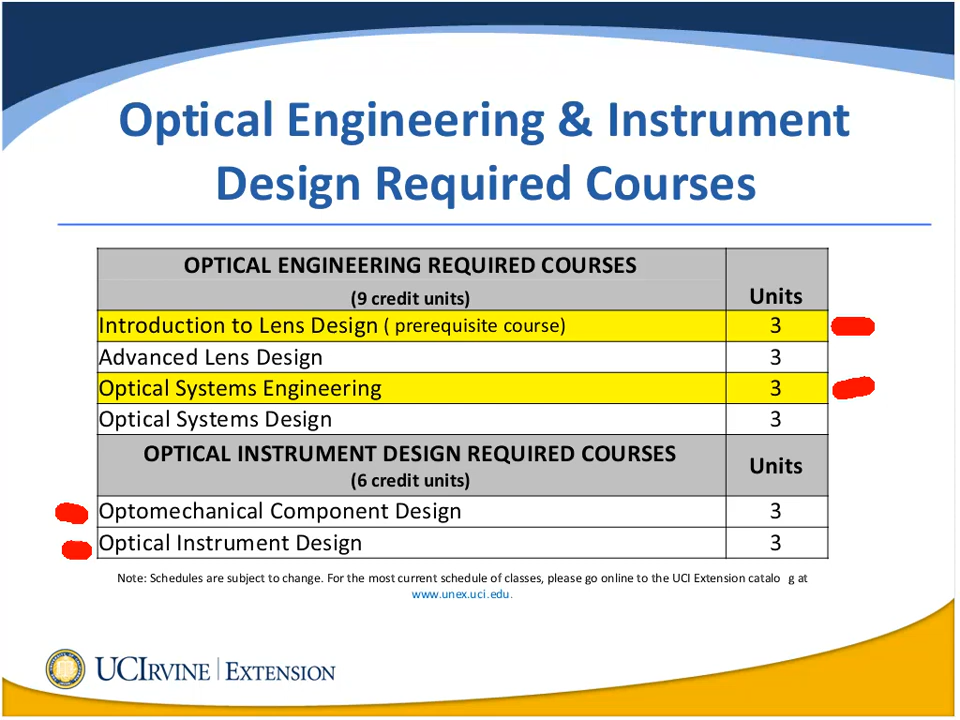 Optical Engineering & Instrument
Design Required Courses
OPTICAL ENGINEERING REQUIRED COURSES
(9 credit units) Units
Introduction to Lens Design ( prerequisite course) 3
Advanced Lens Design 3
Optical Systems Engineering 3
Optical Systems Design 3
OPTICAL INSTRUMENT DESIGN REQUIRED COURSES
(6 credit units) Units
Optomechanical Component Design 3
Optical Instrument Design 3
Note: Schedules are subject to change. For the most current schedule of classes, please go online to the UCI Extension catalo g at
www.unex.uci.edu.
UCIRVINE | EXTENSION